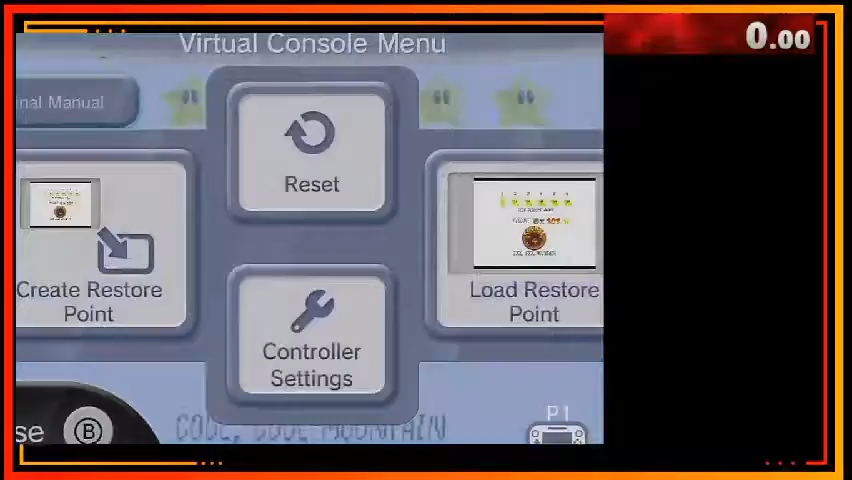 Virtual Console Menu
0.00
nal Manual
Reset
Create Restore
Point
Load Restore
Point
Controller
Settings
se
B
COOL, COOL MOUNTAIN
P1